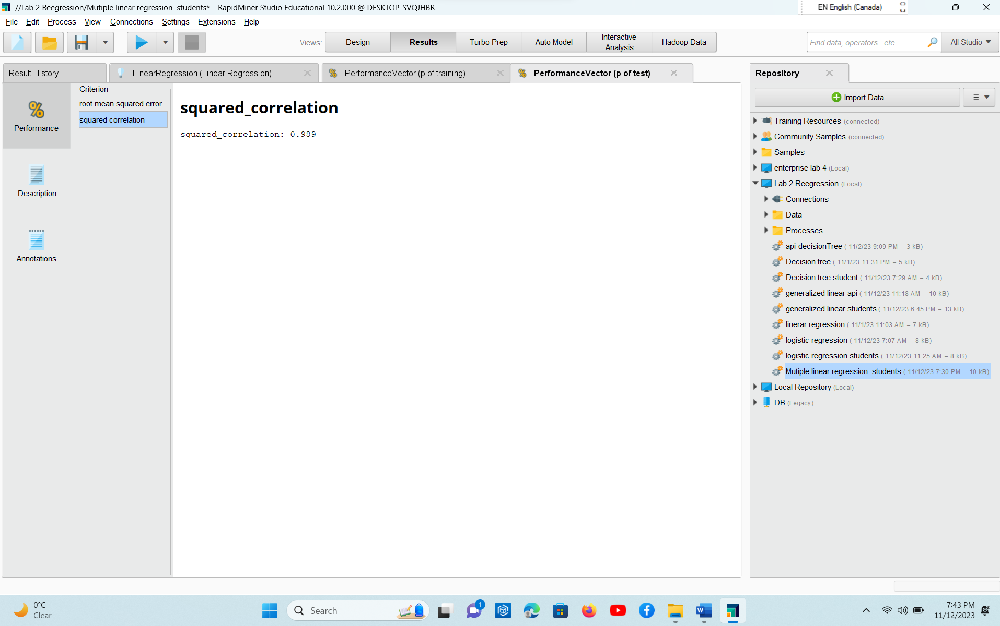 //Lab 2 Reegression/Mutiple linear regression  students* – RapidMiner Studio Educational 10.2.000 @ DESKTOP-SVQJHBR
EN English (Canada)
File Edit Process View Connections Settings Extensions Help
Views: Design Results Turbo Prep Auto Model Interactive Analysis Hadoop Data
Find data, operators...etc
All Studio
Result History
LinearRegression (Linear Regression)
PerformanceVector (p of training)
PerformanceVector (p of test)
Repository
Performance
Description
Annotations
Criterion
root mean squared error
squared correlation
squared_correlation
squared_correlation: 0.989
Import Data
Training Resources (connected)
Community Samples (connected)
Samples
enterprise lab 4 (Local)
Lab 2 Reegression (Local)
Connections
Data
Processes
api-decisionTree ( 11/2/23 9:09 PM – 3 kB)
Decision tree ( 11/1/23 11:31 PM – 5 kB)
Decision tree student ( 11/12/23 7:29 AM – 4 kB)
generalized linear api ( 11/12/23 11:18 AM – 10 kB)
generalized linear students ( 11/12/23 6:45 PM – 13 kB)
linerar regression ( 11/1/23 11:03 AM – 7 kB)
logistic regression ( 11/12/23 7:07 AM – 8 kB)
logistic regression students ( 11/12/23 11:25 AM – 8 kB)
Mutiple linear regression  students ( 11/12/23 7:30 PM – 10 kB)
Local Repository (Local)
DB (Legacy)
0°C
Clear
Search
1
7:43 PM
11/12/2023